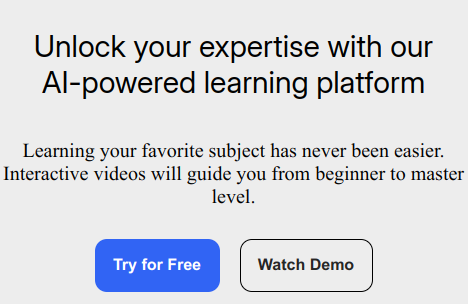 Unlock your expertise with our
AI-powered learning platform
Learning your favorite subject has never been easier.
Interactive videos will guide you from beginner to master
level.
Try for Free
Watch Demo